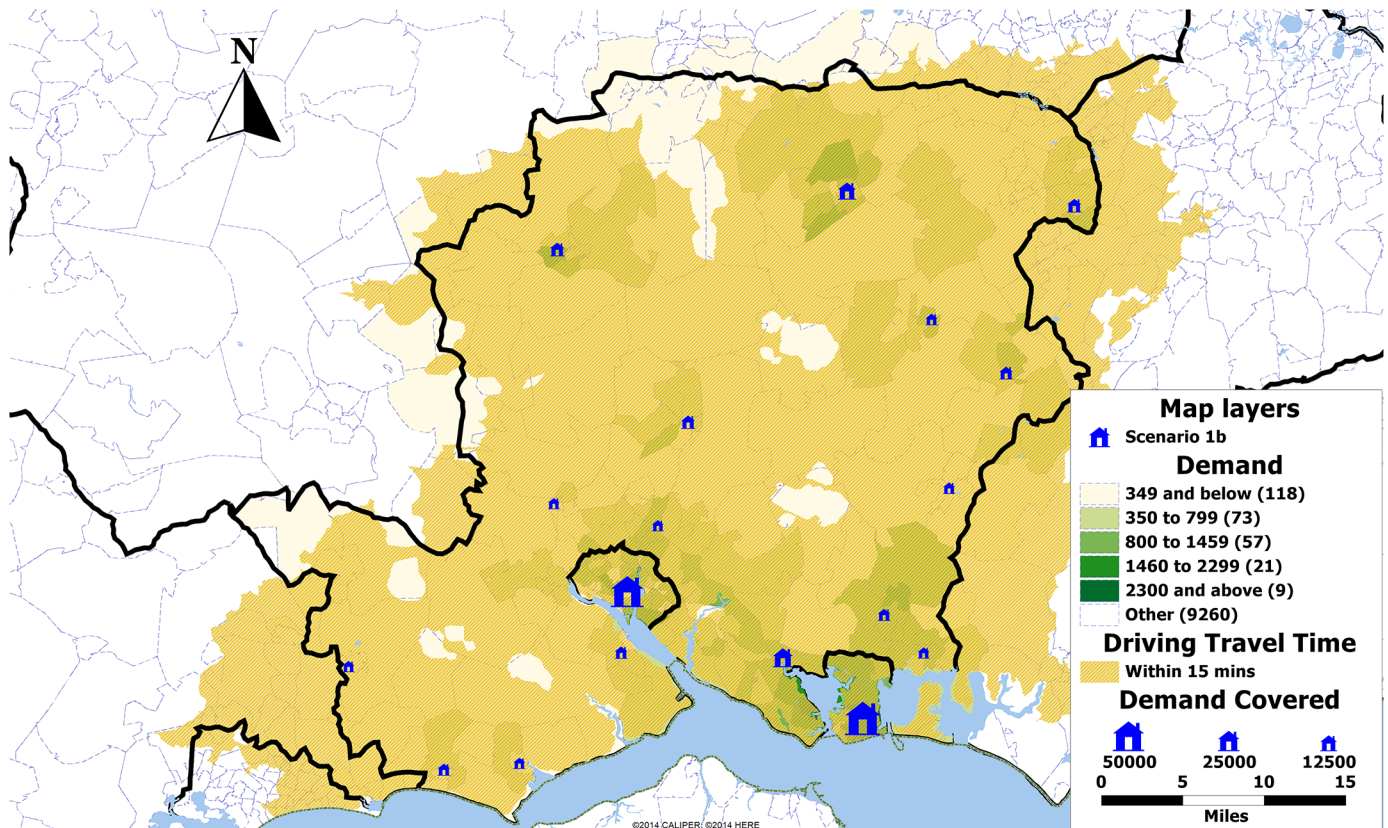 N
Map layers
Scenario 1b
Demand
349 and below (118)
350 to 799 (73)
800 to 1459 (57)
1460 to 2299 (21)
2300 and above (9)
Other (9260)
Driving Travel Time
Within 15 mins
Demand Covered
50000 25000 12500
0 5 10 15
Miles
©2014 CALIPER; ©2014 HERE